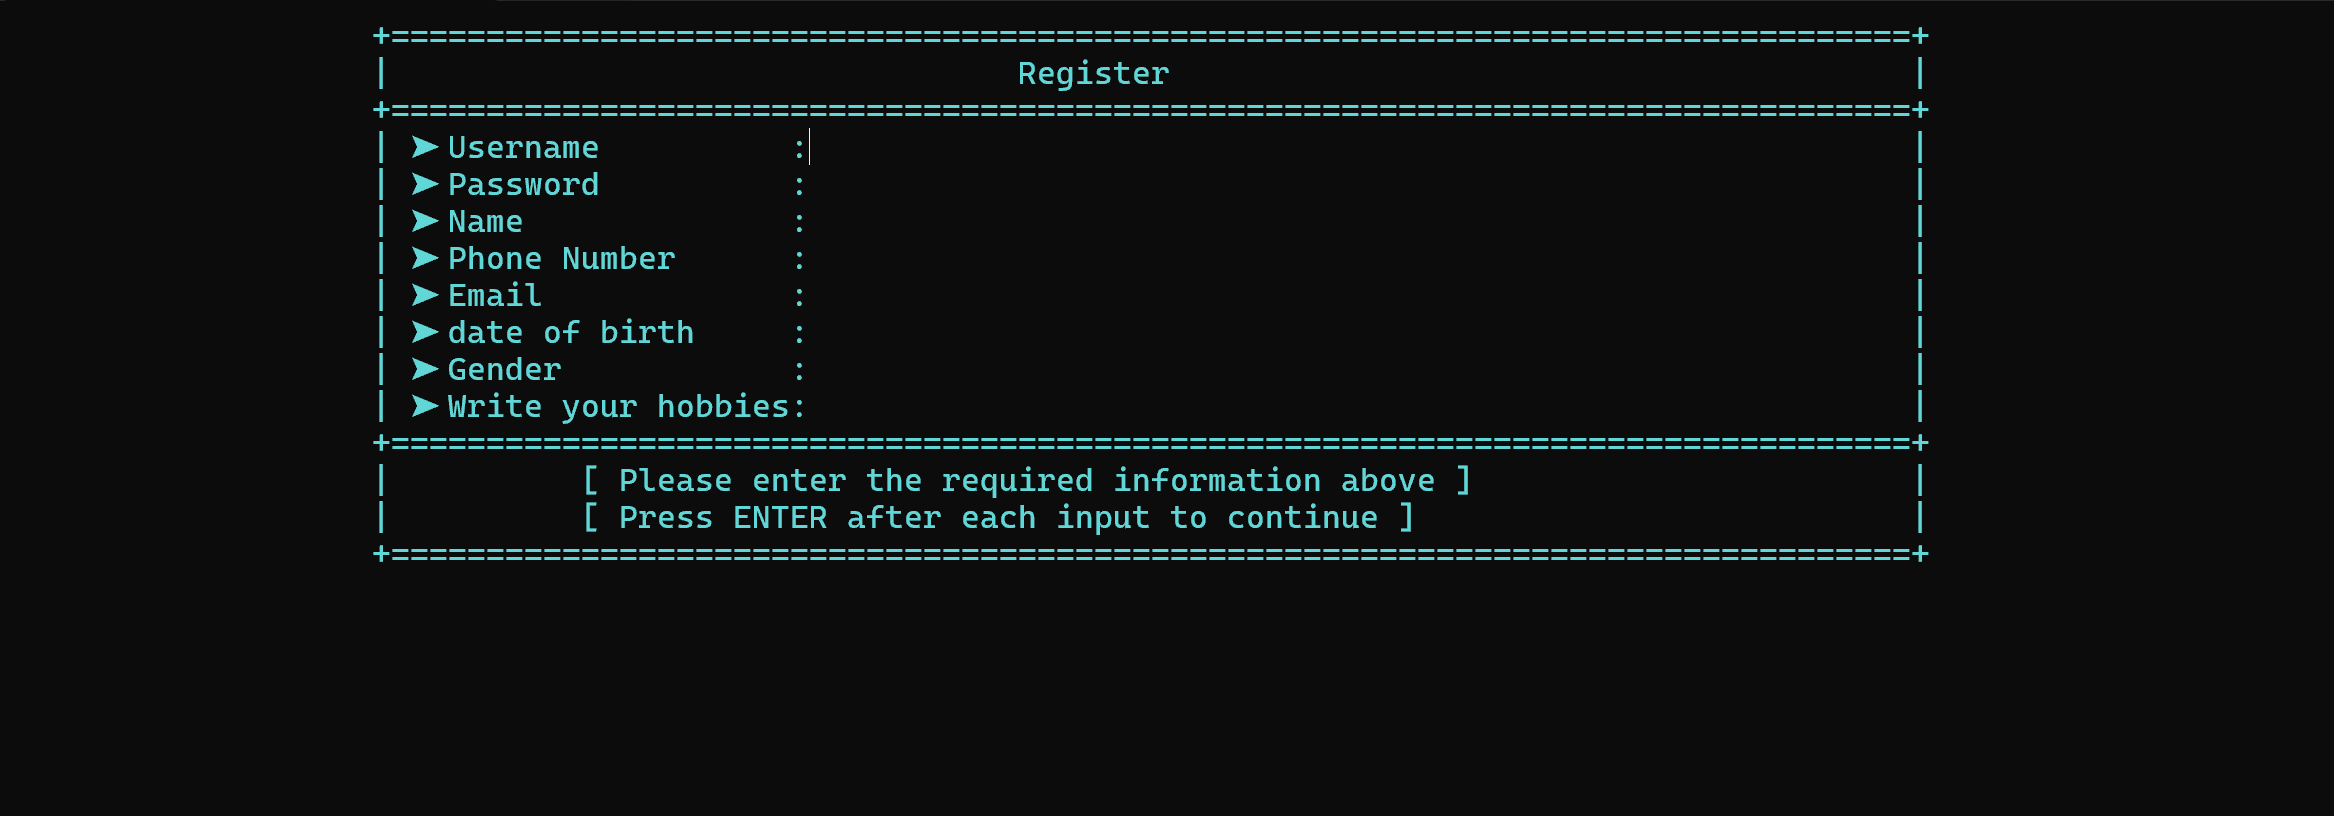 +================================================================================+
| Register |
+================================================================================+
| ➤ Username :
| ➤ Password : |
| ➤ Name : |
| ➤ Phone Number : |
| ➤ Email : |
| ➤ date of birth : |
| ➤ Gender : |
| ➤ Write your hobbies: |
+================================================================================+
| [ Please enter the required information above ] |
| [ Press ENTER after each input to continue ] |
+================================================================================+